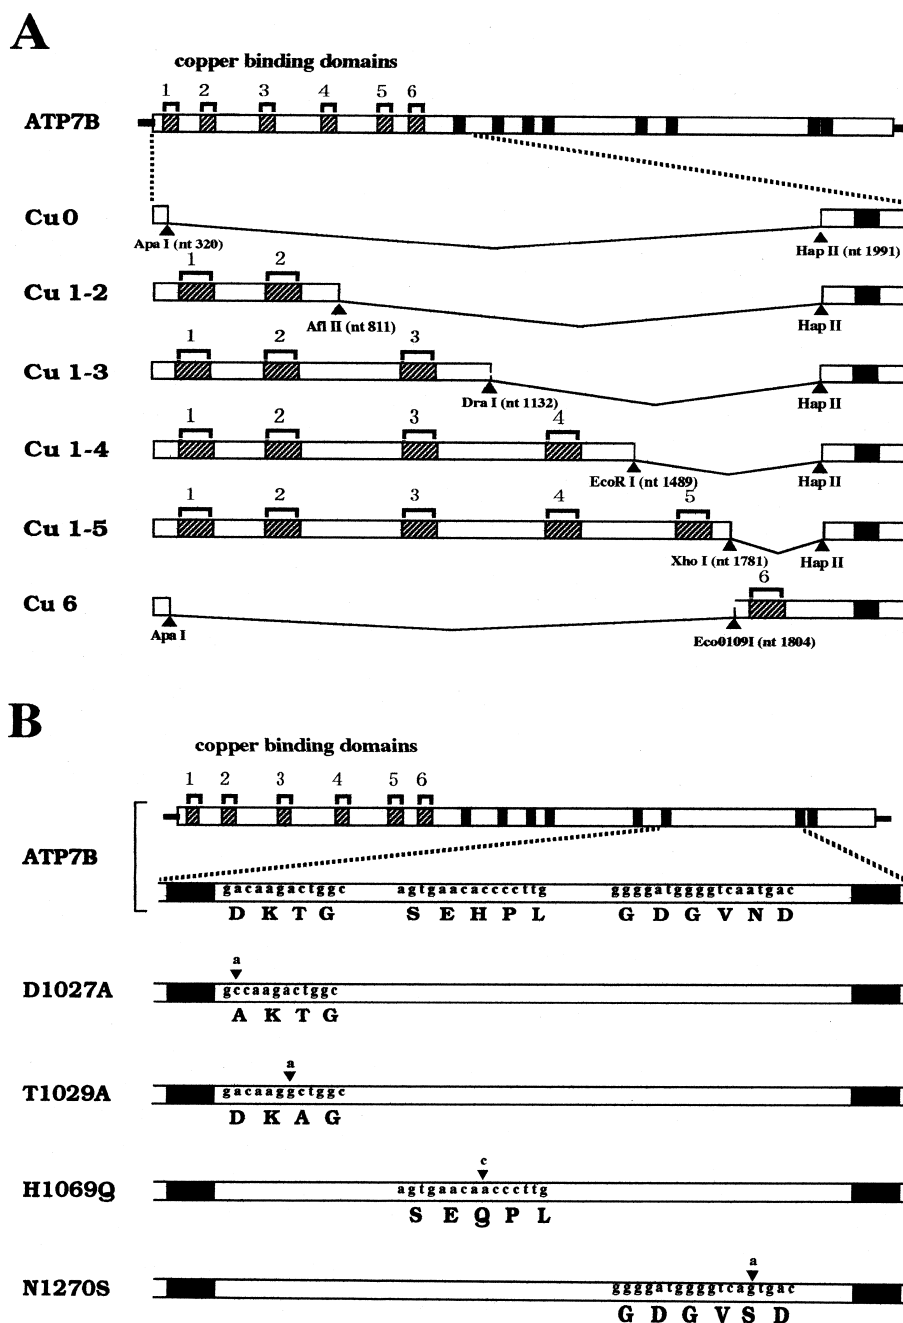 A
copper binding domains
1 2 3 4 5 6
ATP7B
Cu 0
Apa I (nt 320)
Hap II (nt 1991)
1 2
Cu 1-2
Afl II (nt 811)
Hap II
1 2 3
Cu 1-3
Dra I (nt 1132)
Hap II
1 2 3 4
Cu 1-4
EcoR I (nt 1489)
Hap II
1 2 3 4 5
Cu 1-5
Xho I (nt 1781)
Hap II
6
Cu 6
Apa I
Eco0109I (nt 1804)
B
copper binding domains
1 2 3 4 5 6
ATP7B
gacaagactggc agtgaacaccccttg ggggatggggtcaatgac
D K T G S E H P L G D G V N D
a
D1027A
gccaagactggc
A K T G
a
T1029A
gacaaggctggc
D K A G
c
H1069Q
agtgaacaacccttg
S E Q P L
a
N1270S
ggggatggggtcagtgac
G D G V S D